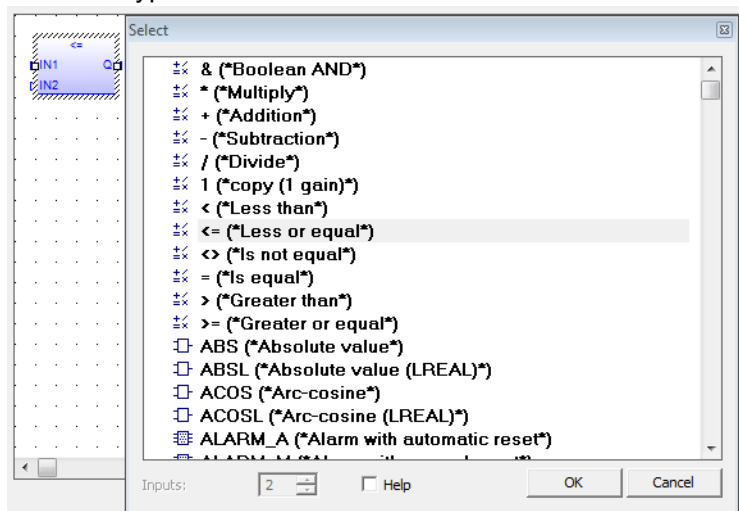 Select
<=
IN1 Q
IN2
& (*Boolean AND*)
* (*Multiply*)
+ (*Addition*)
- (*Subtraction*)
/ (*Divide*)
1 (*copy (1 gain)*)
< (*Less than*)
<= (*Less or equal*)
<> (*Is not equal*)
= (*Is equal*)
> (*Greater than*)
>= (*Greater or equal*)
ABS (*Absolute value*)
ABSL (*Absolute value (LREAL)*)
ACOS (*Arc-cosine*)
ACOSL (*Arc-cosine (LREAL)*)
ALARM_A (*Alarm with automatic reset*)
Inputs: 2 Help OK Cancel